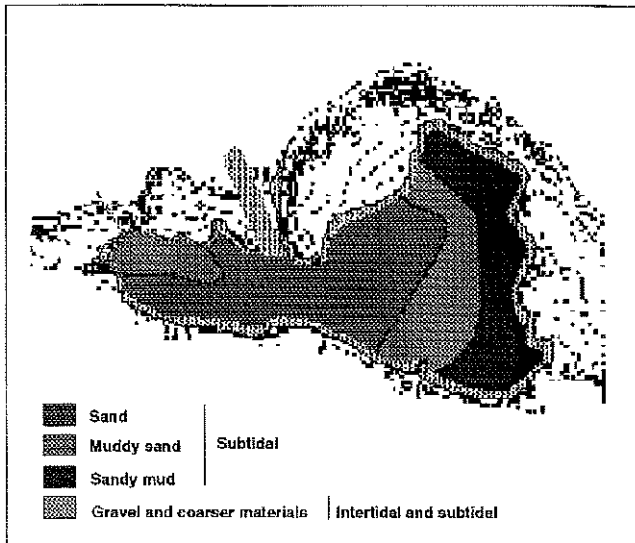 Sand
Muddy sand
Subtidal
Sandy mud
Gravel and coarser materials Intertidal and subtidal